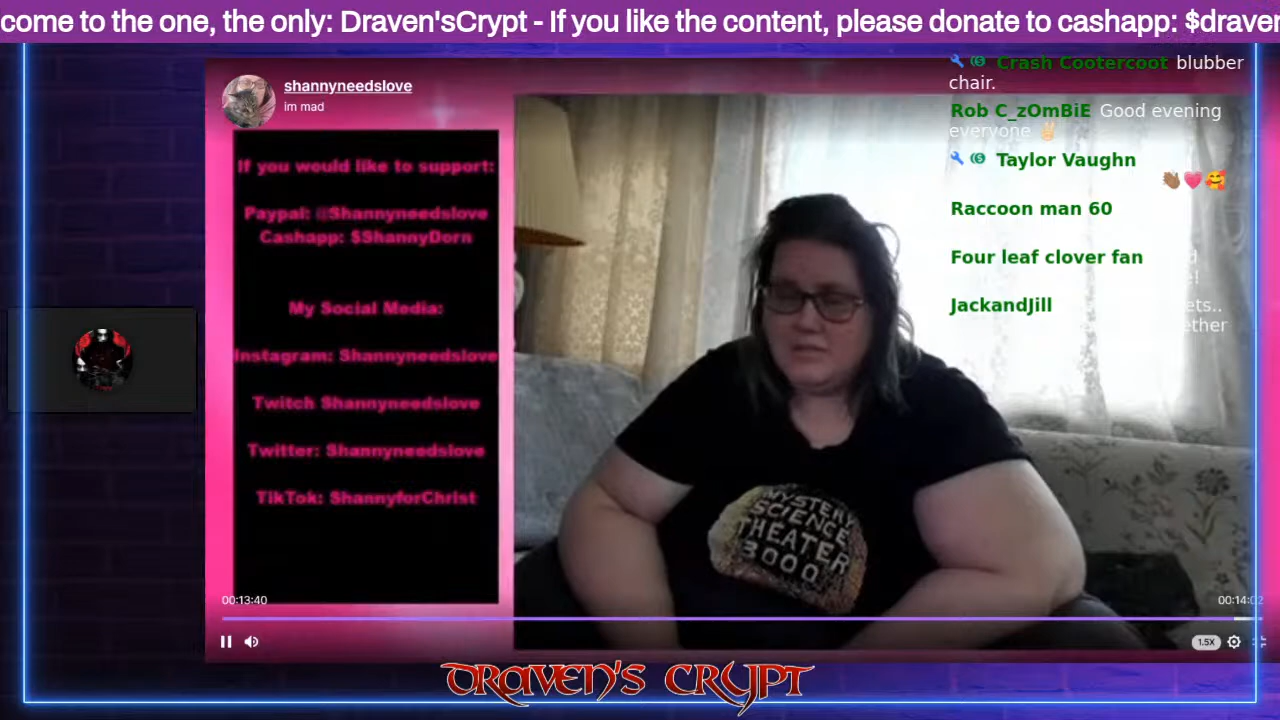 come to the one, the only: Draven'sCrypt - If you like the content, please donate to cashapp: $draven
shannyneedslove
im mad
If you would like to support:
Paypal: @Shannyneedslove
Cashapp: $ShannyDorn
My Social Media:
Instagram: Shannyneedslove
Twitch Shannyneedslove
Twitter: Shannyneedslove
TikTok: ShannyforChrist
Crash Cootercoot blubber
chair.
Rob C_zOmBiE Good evening
everyone ✌
Taylor Vaughn
👋🏽💗🥰
Raccoon man 60
Four leaf clover fan
JackandJill
MYSTERY
SCIENCE
THEATER
3000
00:13:40
00:14:02
1.5X
DRAVEN'S CRYPT